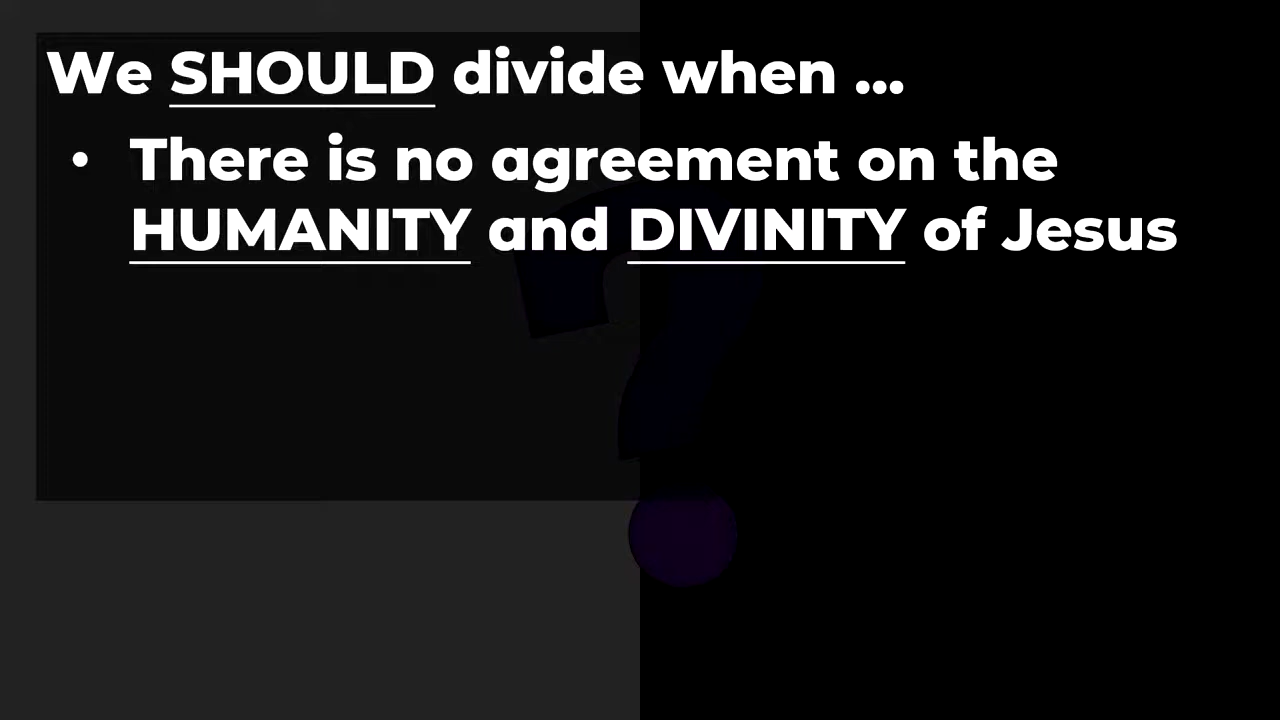 We SHOULD divide when ...
• There is no agreement on the
HUMANITY and DIVINITY of Jesus